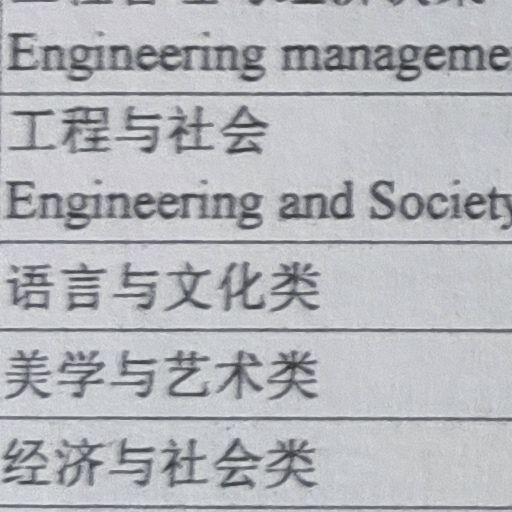 Engineering manageme
工程与社会
Engineering and Society
语言与文化类
美学与艺术类
经济与社会类